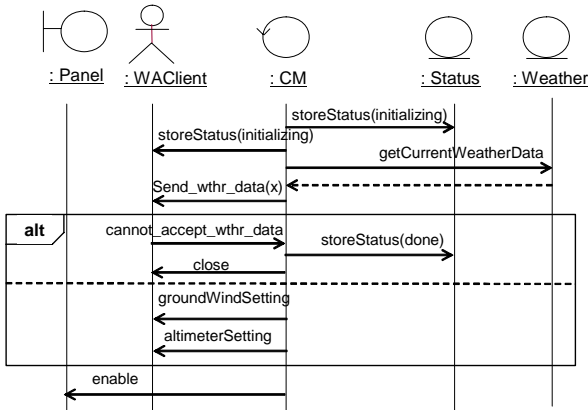 : Panel
: WAClient
: CM
: Status
: Weather
storeStatus(initializing)
storeStatus(initializing)
getCurrentWeatherData
Send_wthr_data(x)
alt
cannot_accept_wthr_data
storeStatus(done)
close
groundWindSetting
altimeterSetting
enable